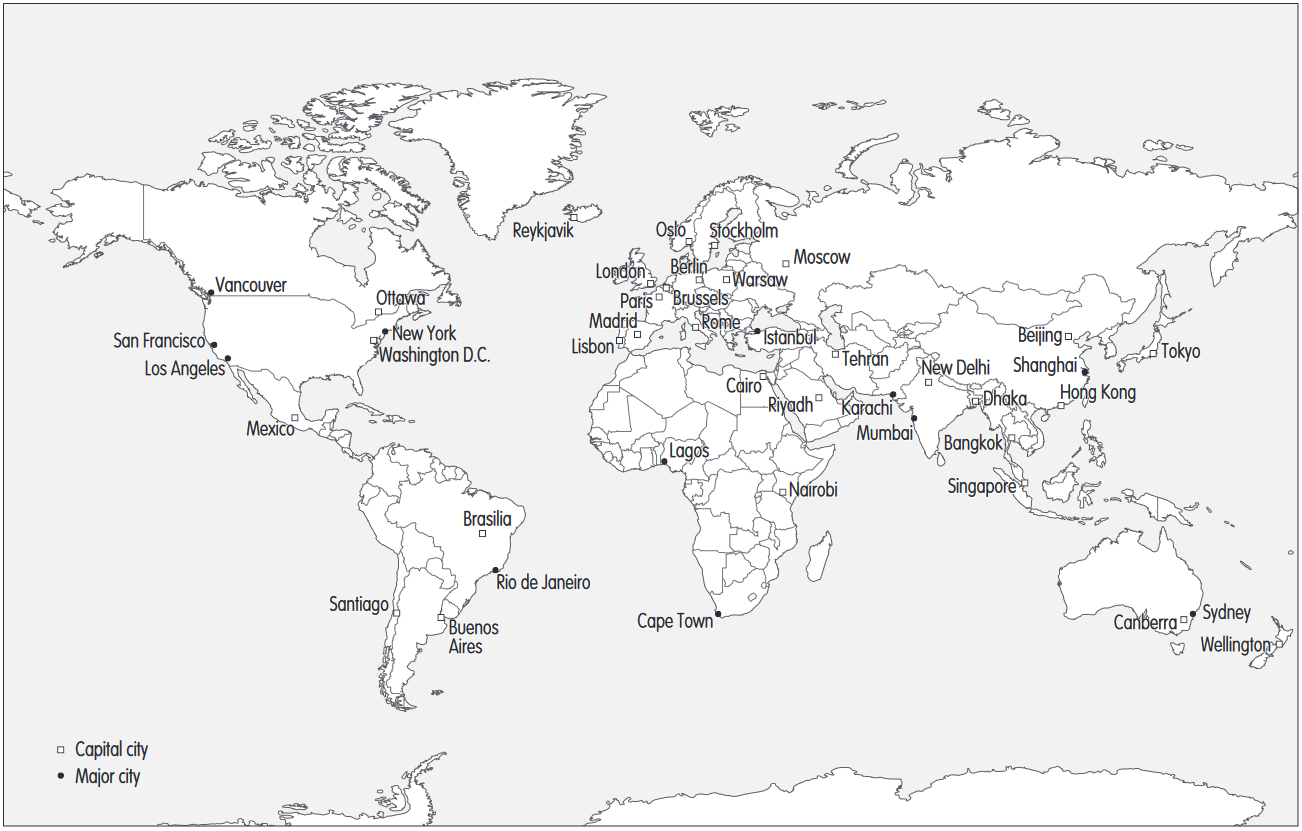 Reykjavik
Oslo
Stockholm
Moscow
London
Berlin
Warsaw
Vancouver
Ottawa
Paris
Brussels
Madrid
Rome
New York
San Francisco
Istanbul
Beijing
Lisbon
Washington D.C.
Tokyo
Los Angeles
Tehran
New Delhi
Shanghai
Cairo
Hong Kong
Riyadh
Karachi
Dhaka
Mexico
Mumbai
Bangkok
Lagos
Singapore
Nairobi
Brasilia
Rio de Janeiro
Santiago
Sydney
Cape Town
Canberra
Buenos
Aires
Wellington
Capital city
Major city